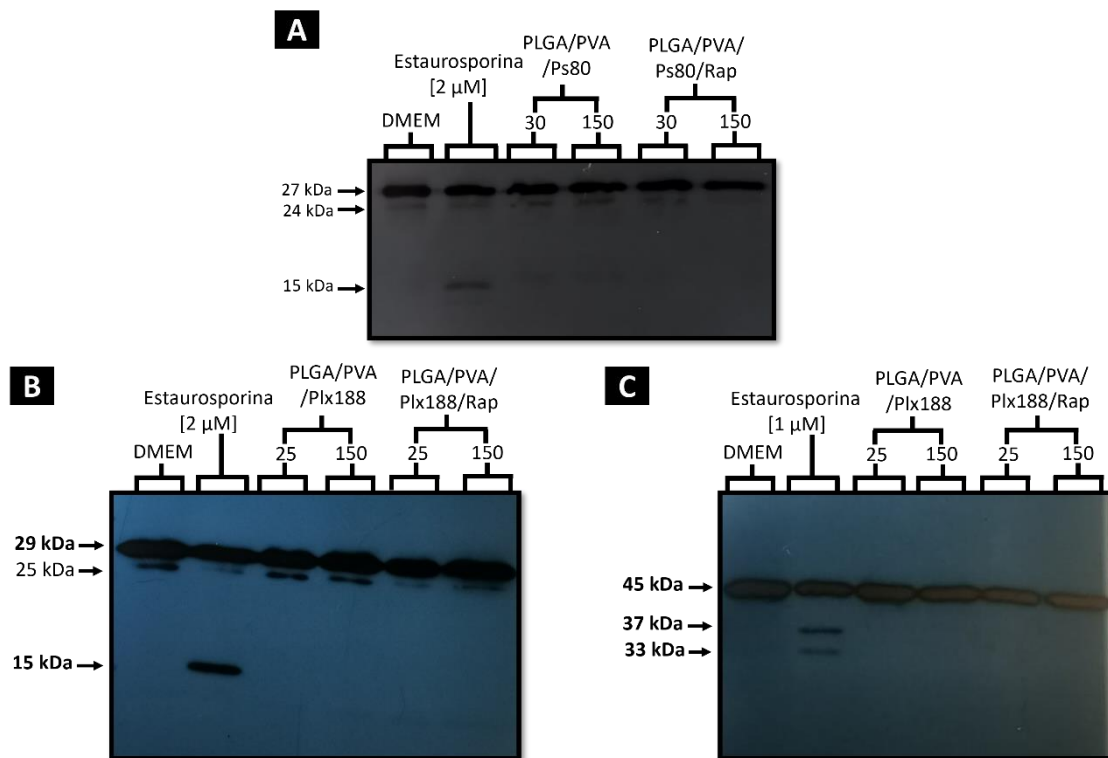 A
Estaurosporina
[2 µM]
PLGA/PVA
/Ps80
PLGA/PVA/
Ps80/Rap
DMEM
30
150
30
150
27 kDa
24 kDa
15 kDa
B
Estaurosporina
[2 µM]
PLGA/PVA
/Plx188
PLGA/PVA/
Plx188/Rap
DMEM
25
150
25
150
29 kDa
25 kDa
15 kDa
C
Estaurosporina
[1 µM]
PLGA/PVA
/Plx188
PLGA/PVA/
Plx188/Rap
DMEM
25
150
25
150
45 kDa
37 kDa
33 kDa